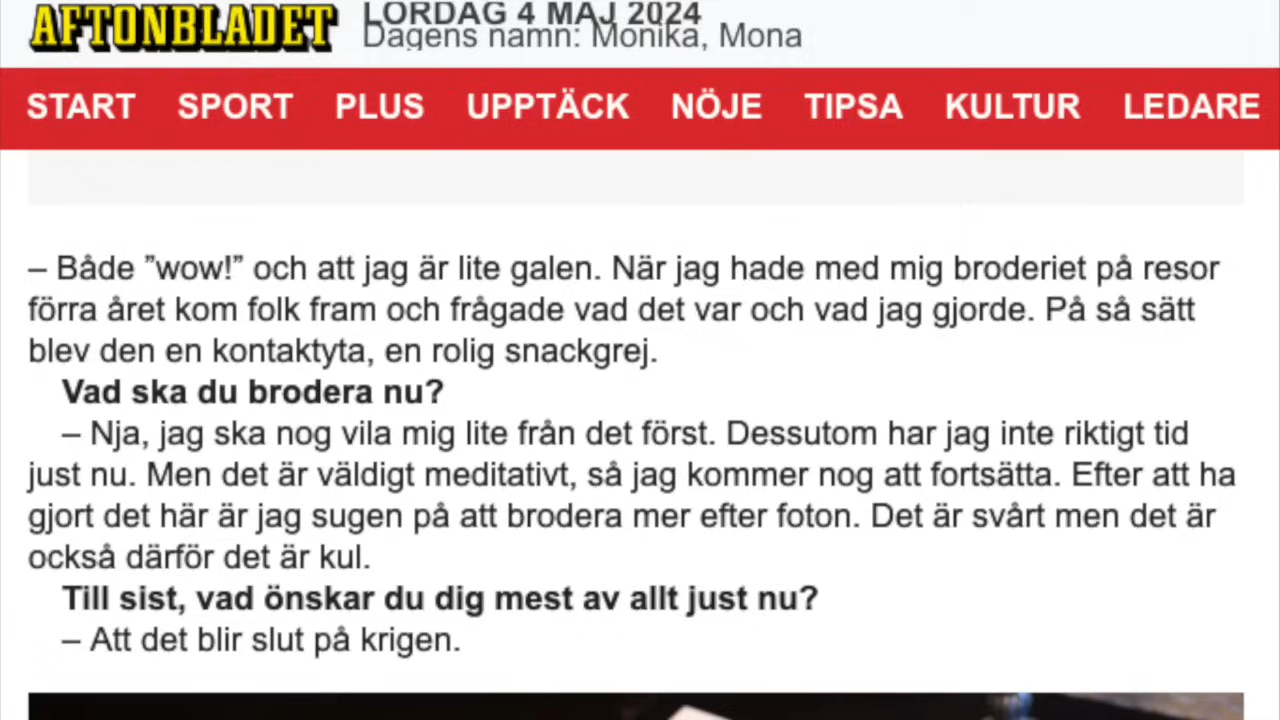 AFTONBLADET
LÖRDAG 4 MAJ 2024
Dagens namn: Monika, Mona
START SPORT PLUS UPPTÄCK NÖJE TIPSA KULTUR LEDARE
– Både ”wow!” och att jag är lite galen. När jag hade med mig broderiet på resor
förra året kom folk fram och frågade vad det var och vad jag gjorde. På så sätt
blev den en kontaktyta, en rolig snackgrej.
Vad ska du brodera nu?
– Nja, jag ska nog vila mig lite från det först. Dessutom har jag inte riktigt tid
just nu. Men det är väldigt meditativt, så jag kommer nog att fortsätta. Efter att ha
gjort det här är jag sugen på att brodera mer efter foton. Det är svårt men det är
också därför det är kul.
Till sist, vad önskar du dig mest av allt just nu?
– Att det blir slut på krigen.